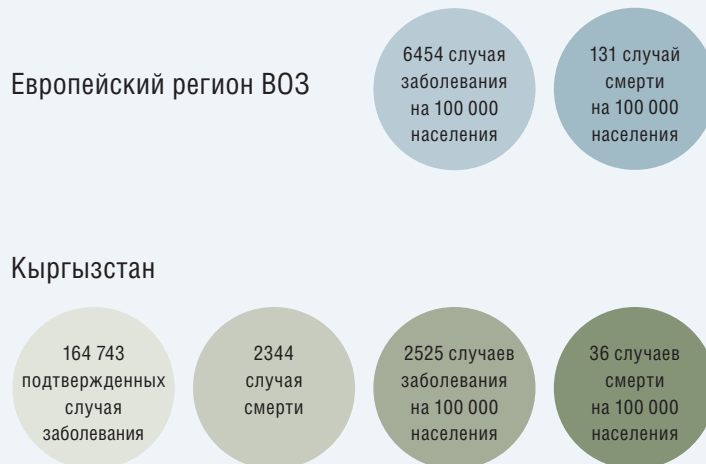 Европейский регион ВОЗ
6454 случая
заболевания
на 100 000
населения
131 случай
смерти
на 100 000
населения
Кыргызстан
164 743
подтвержденных
случая
заболевания
2344
случая
смерти
2525 случаев
заболевания
на 100 000
населения
36 случаев
смерти
на 100 000
населения